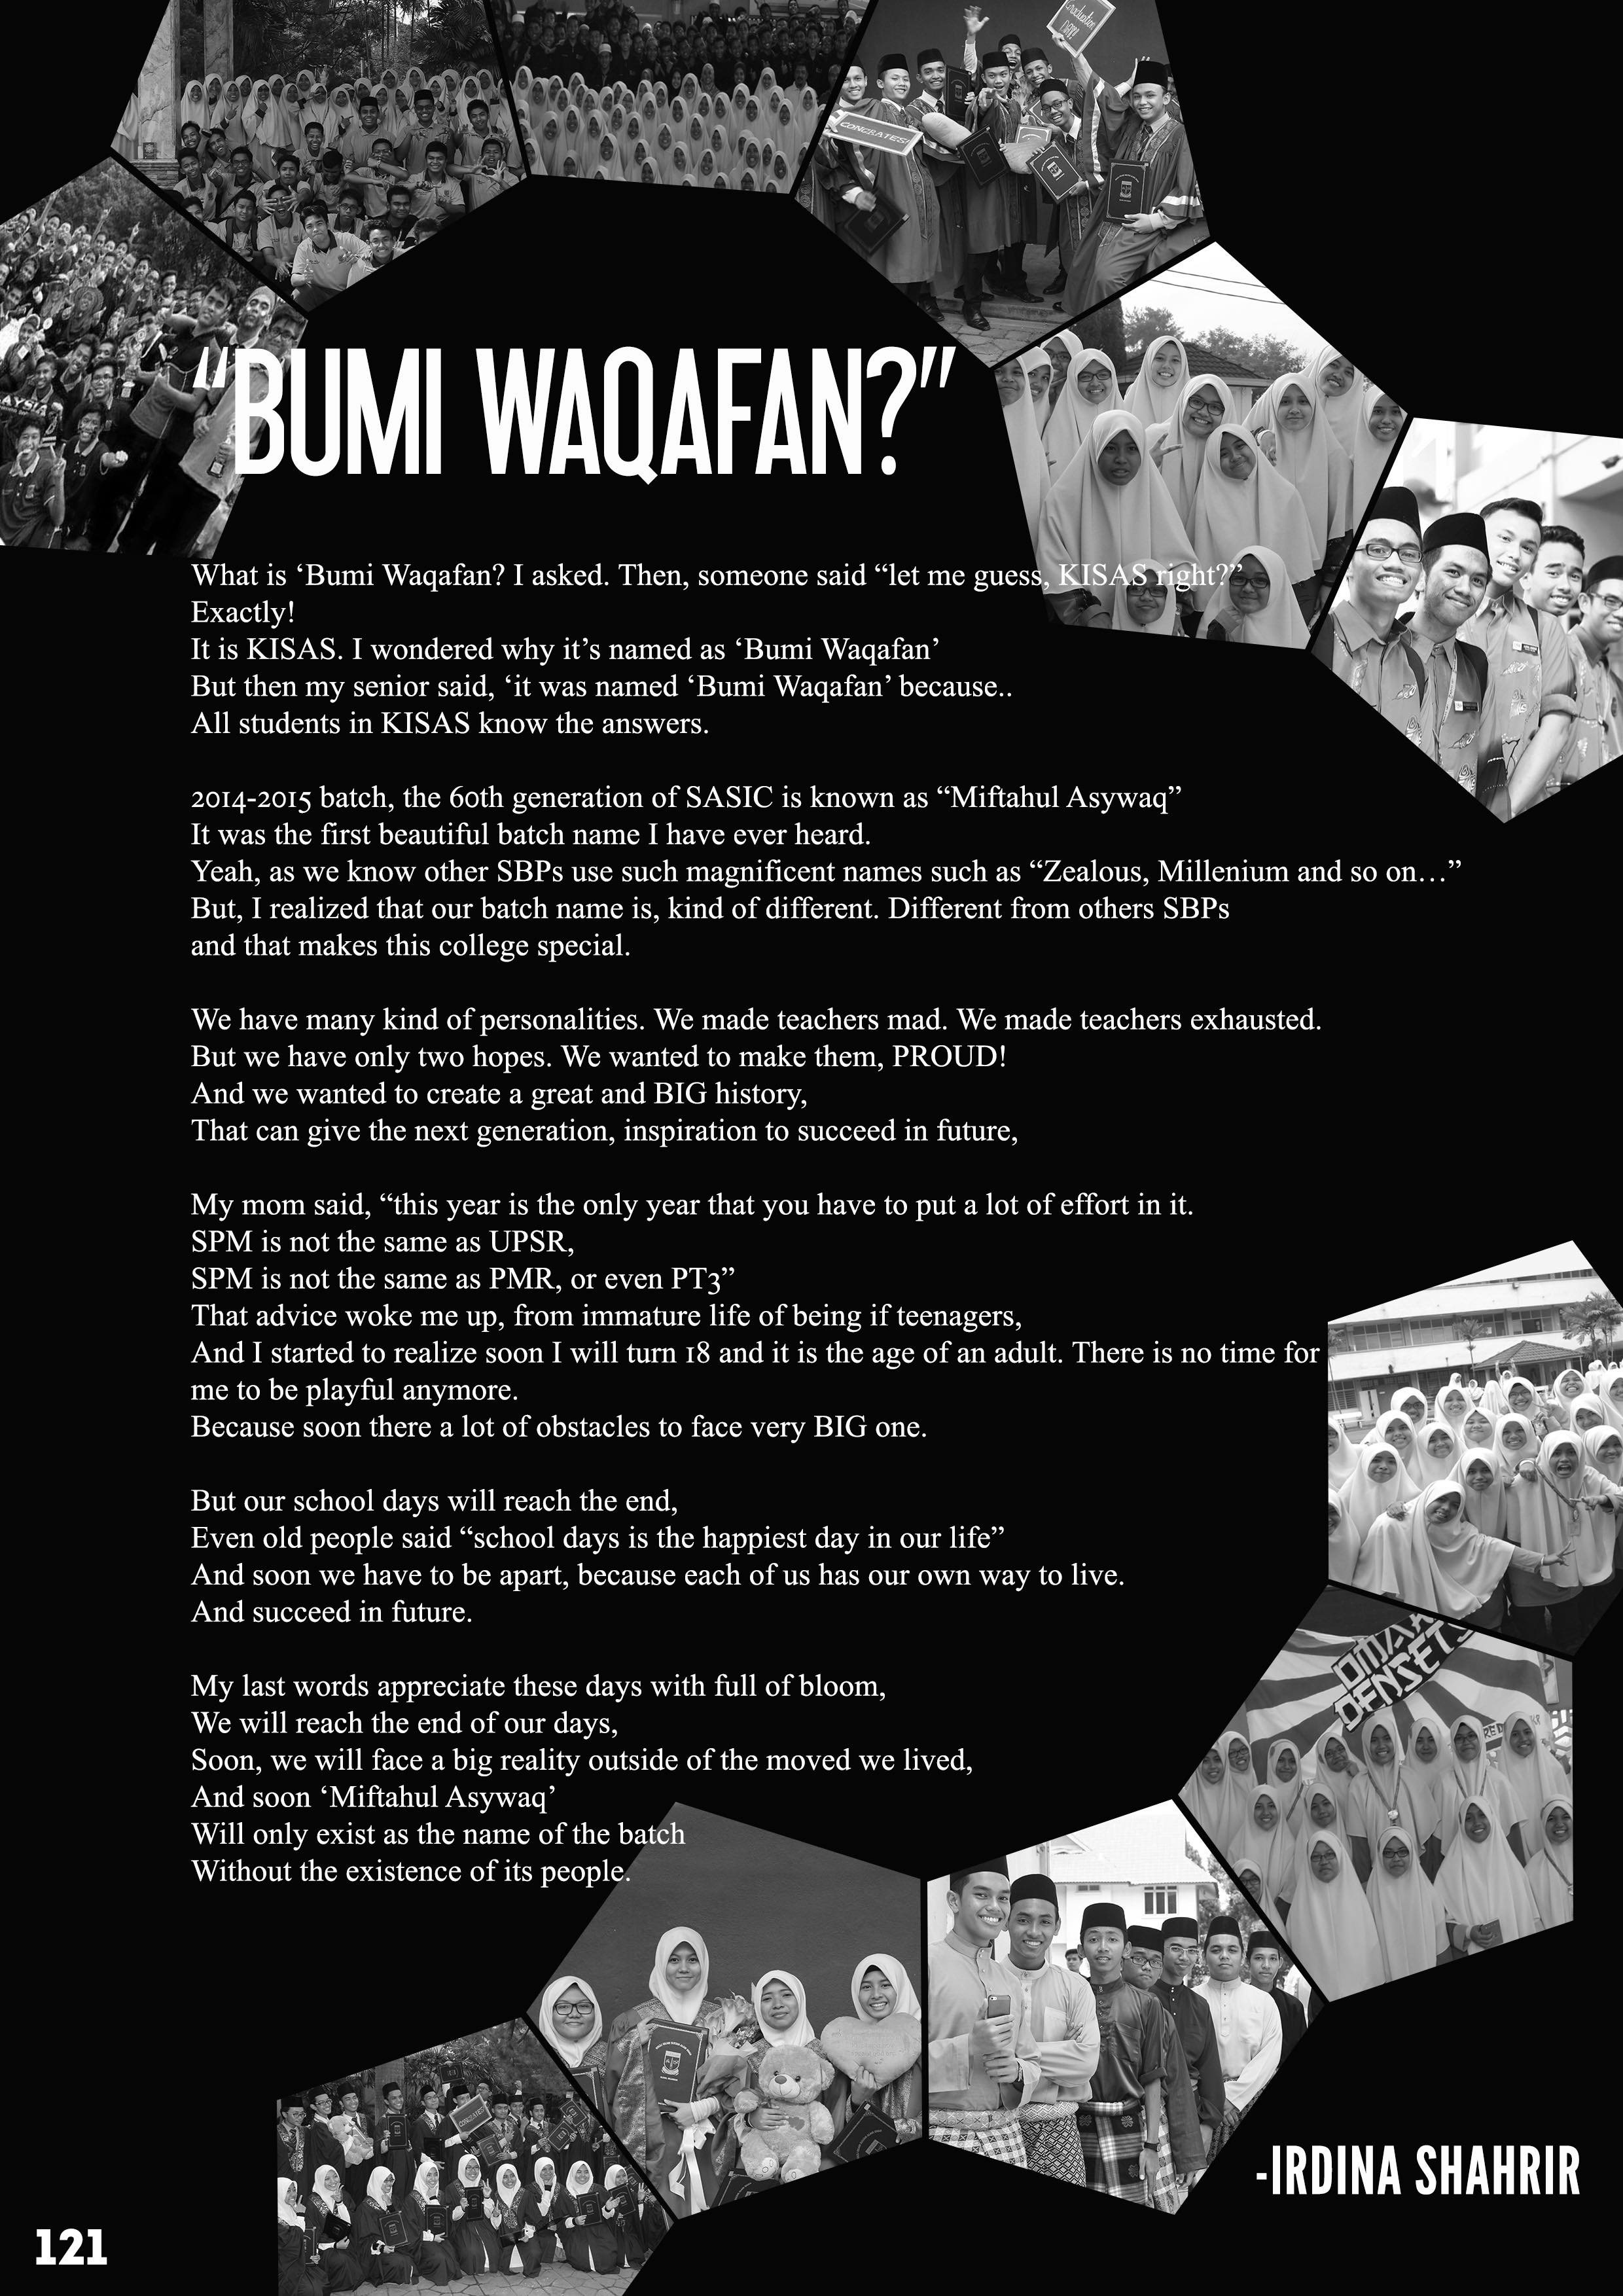 Graduation
DAY!
CONGRATES!
"BUMI WAQAFAN?"
AYSIA
What is ‘Bumi Waqafan? I asked. Then, someone said “let me guess, KISAS right?”
Exactly!
It is KISAS. I wondered why it’s named as ‘Bumi Waqafan’
But then my senior said, ‘it was named ‘Bumi Waqafan’ because..
All students in KISAS know the answers.
2014-2015 batch, the 60th generation of SASIC is known as “Miftahul Asywaq”
It was the first beautiful batch name I have ever heard.
Yeah, as we know other SBPs use such magnificent names such as “Zealous, Millenium and so on…”
But, I realized that our batch name is, kind of different. Different from others SBPs
and that makes this college special.
We have many kind of personalities. We made teachers mad. We made teachers exhausted.
But we have only two hopes. We wanted to make them, PROUD!
And we wanted to create a great and BIG history,
That can give the next generation, inspiration to succeed in future,
My mom said, “this year is the only year that you have to put a lot of effort in it.
SPM is not the same as UPSR,
SPM is not the same as PMR, or even PT3”
That advice woke me up, from immature life of being if teenagers,
And I started to realize soon I will turn 18 and it is the age of an adult. There is no time for
me to be playful anymore.
Because soon there a lot of obstacles to face very BIG one.
But our school days will reach the end,
Even old people said “school days is the happiest day in our life”
And soon we have to be apart, because each of us has our own way to live.
And succeed in future.
My last words appreciate these days with full of bloom,
We will reach the end of our days,
Soon, we will face a big reality outside of the moved we lived,
And soon ‘Miftahul Asywaq’
Will only exist as the name of the batch
Without the existence of its people.
CONGRATES!
-IRDINA SHAHRIR
121